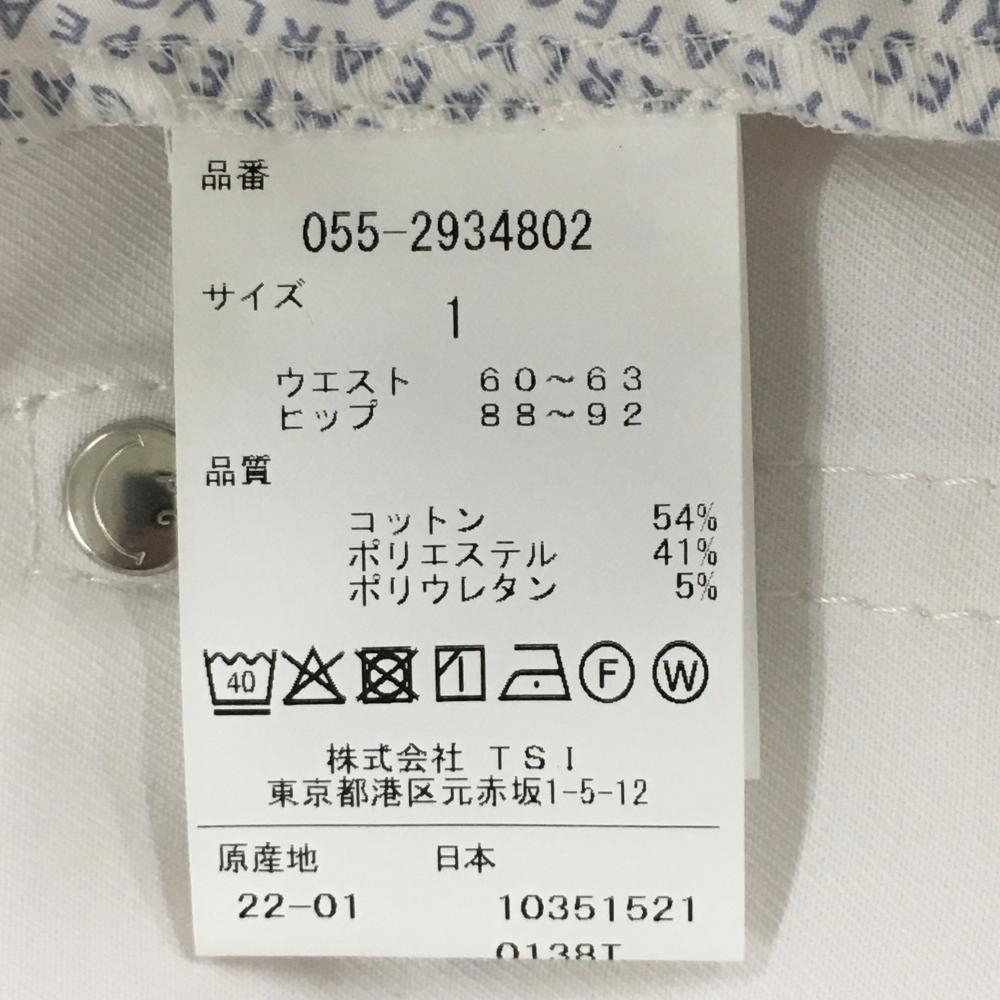 品番
055-2934802
サイズ
1
ウエスト 60~63
ヒップ 88~92
品質
コットン 54%
ポリエステル 41%
ポリウレタン 5%
40 F W
株式会社 TSI
東京都港区元赤坂1-5-12
原産地 日本
22-01 10351521